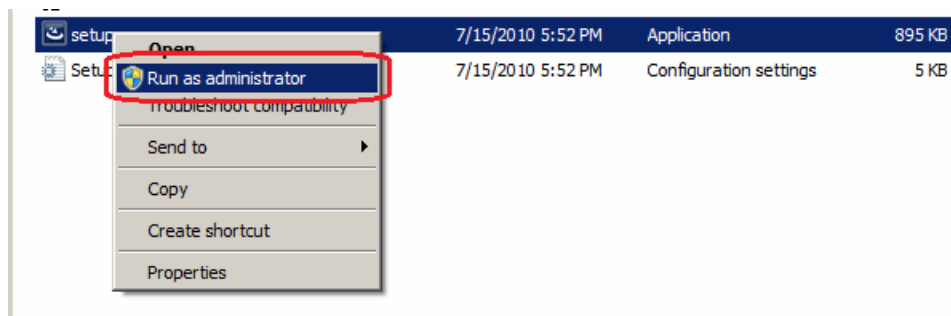 setup 7/15/2010 5:52 PM Application 895 KB
Open
Setup 7/15/2010 5:52 PM Configuration settings 5 KB
Run as administrator
Troubleshoot compatibility
Send to
Copy
Create shortcut
Properties